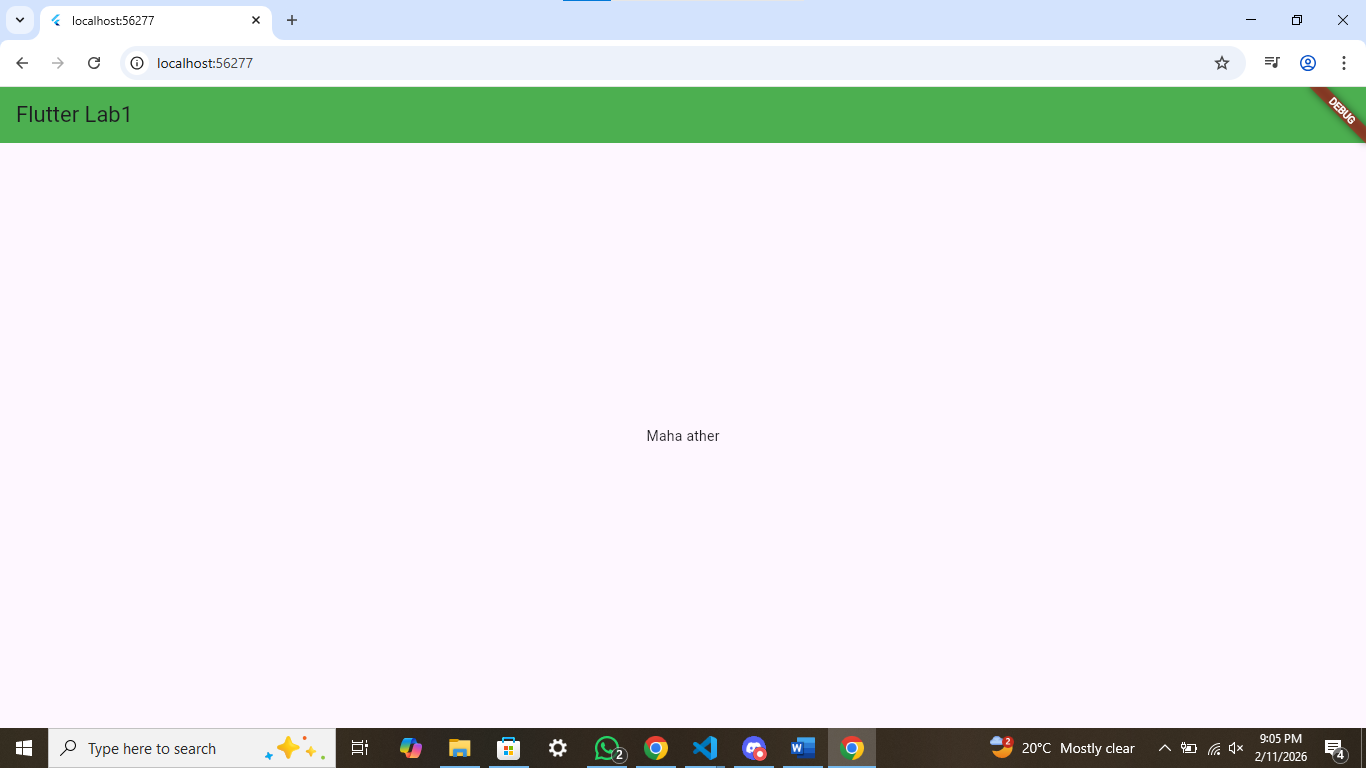 localhost:56277
localhost:56277
Flutter Lab1
DEBUG
Maha ather
Type here to search
2
2
20°C Mostly clear
9:05 PM
2/11/2026
4